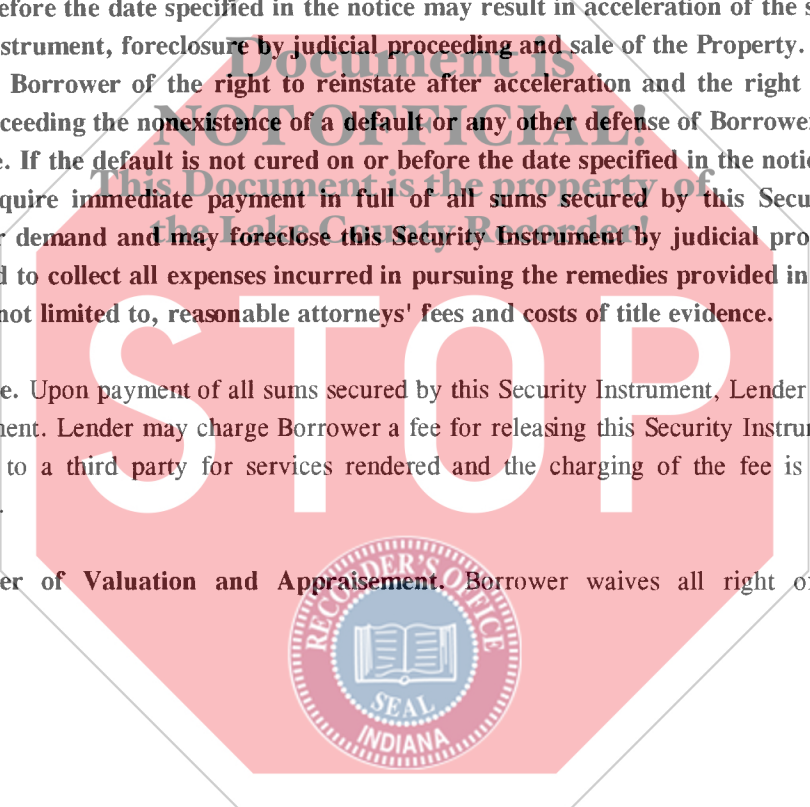 efore the date specified in the notice may result in acceleration of the s
strument, foreclosure by judicial proceeding and sale of the Property.
Borrower of the right to reinstate after acceleration and the right
ceeding the nonexistence of a default or any other defense of Borrowe
e. If the default is not cured on or before the date specified in the notic
quire immediate payment in full of all sums secured by this Secu
r demand and may foreclose this Security Instrument by judicial pro
d to collect all expenses incurred in pursuing the remedies provided in
not limited to, reasonable attorneys' fees and costs of title evidence.
e. Upon payment of all sums secured by this Security Instrument, Lender
nent. Lender may charge Borrower a fee for releasing this Security Instru
to a third party for services rendered and the charging of the fee is
.
er of Valuation and Appraisement. Borrower waives all right of
Document is
NOT OFFICIAL!
This Document is the property of
the Lake County Recorder!
STOP
RECORDER'S OFFICE
SEAL
INDIANA